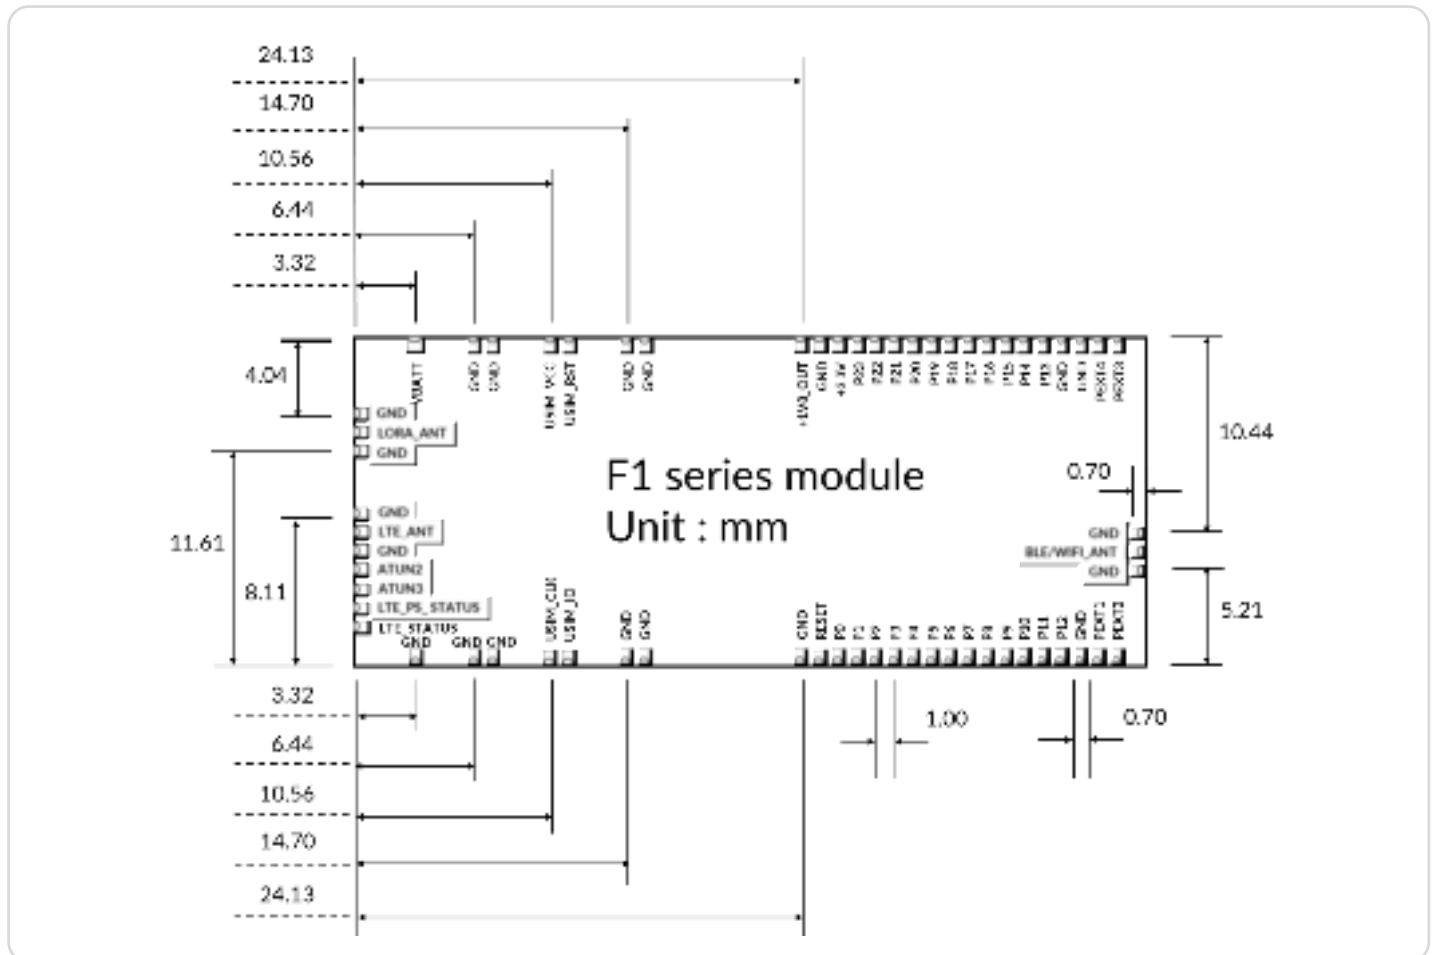 24.13
14.70
10.56
6.44
3.32
4.04
VBATT
GND
GND
USIM_VCC
USIM_RST
GND
GND
+1V8_OUT
GND
+3.3V
P23
P22
P21
P20
P19
P18
P17
P16
P15
P14
P13
GND
GND
PEXT4
PEXT3
GND
LORA_ANT
GND
10.44
0.70
F1 series module
Unit : mm
11.61
8.11
GND
LTE_ANT
GND
ATUN2
ATUN3
LTE_PS_STATUS
LTE_STATUS
GND
BLE/WIFI_ANT
GND
5.21
GND
GND
GND
USIM_CLK
USIM_IO
GND
GND
GND
RESET
P0
P1
P2
P3
P4
P5
P6
P7
P8
P9
P10
P11
P12
GND
PEXT1
PEXT2
3.32
6.44
10.56
14.70
24.13
1.00
0.70